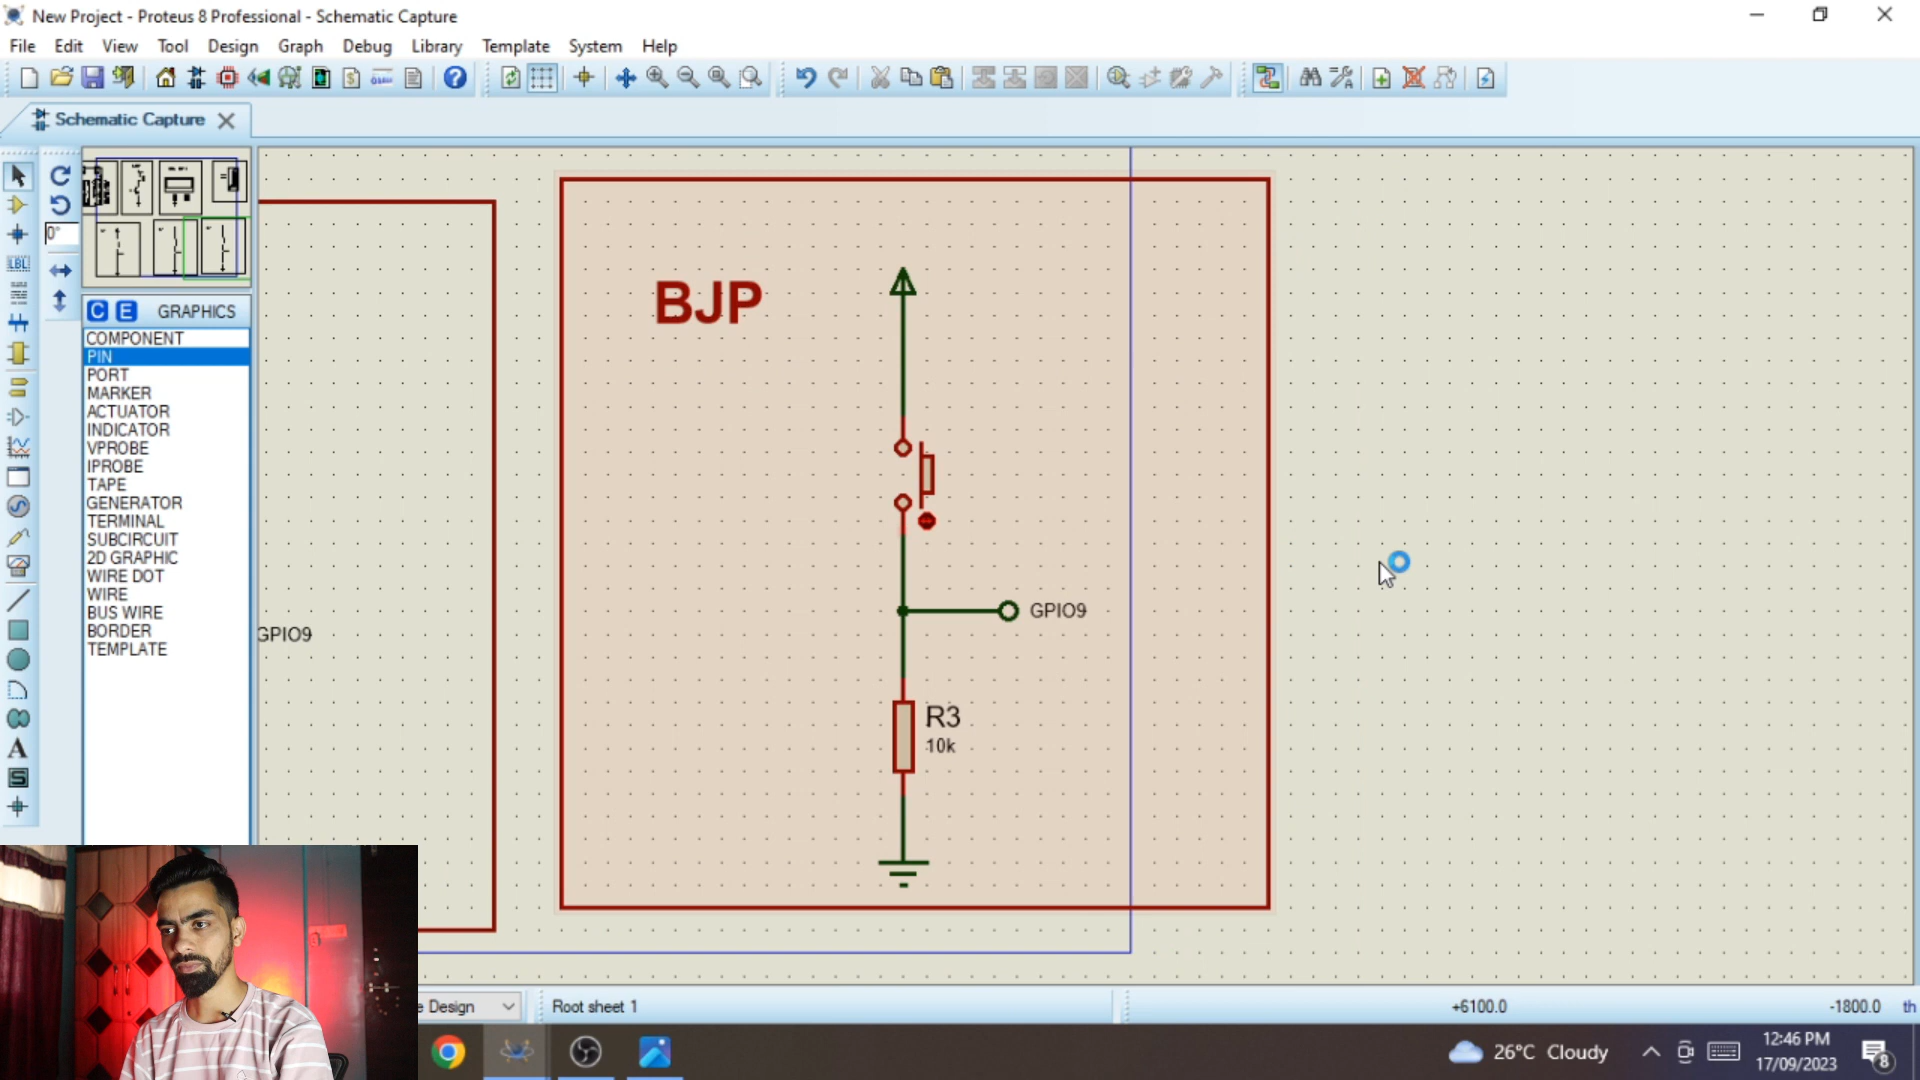 New Project - Proteus 8 Professional - Schematic Capture
File Edit View Tool Design Graph Debug Library Template System Help
Schematic Capture
0°
LBL
C E GRAPHICS
COMPONENT
PIN
PORT
MARKER
ACTUATOR
INDICATOR
VPROBE
IPROBE
TAPE
GENERATOR
TERMINAL
SUBCIRCUIT
2D GRAPHIC
WIRE DOT
WIRE
BUS WIRE
BORDER
TEMPLATE
A
S
BJP
GPIO9
GPIO9
R3
10k
e Design
Root sheet 1
+6100.0
-1800.0
th
26°C Cloudy
12:46 PM
17/09/2023
8